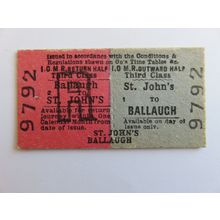 Issued in accordance with the Conditions &
Regulations shown on Co's Time Tables &c.
I.O.M.R. RETURN HALF
Third Class
Ballaugh
TO
ST. JOHN'S
Available for return
journey within One
Calendar Month from
date of issue.
I.O.M.R. OUTWARD HALF
Third Class
St. John's
TO
BALLAUGH
Available on day of
issue only.
ST. JOHN'S
BALLAUGH
9792
9792